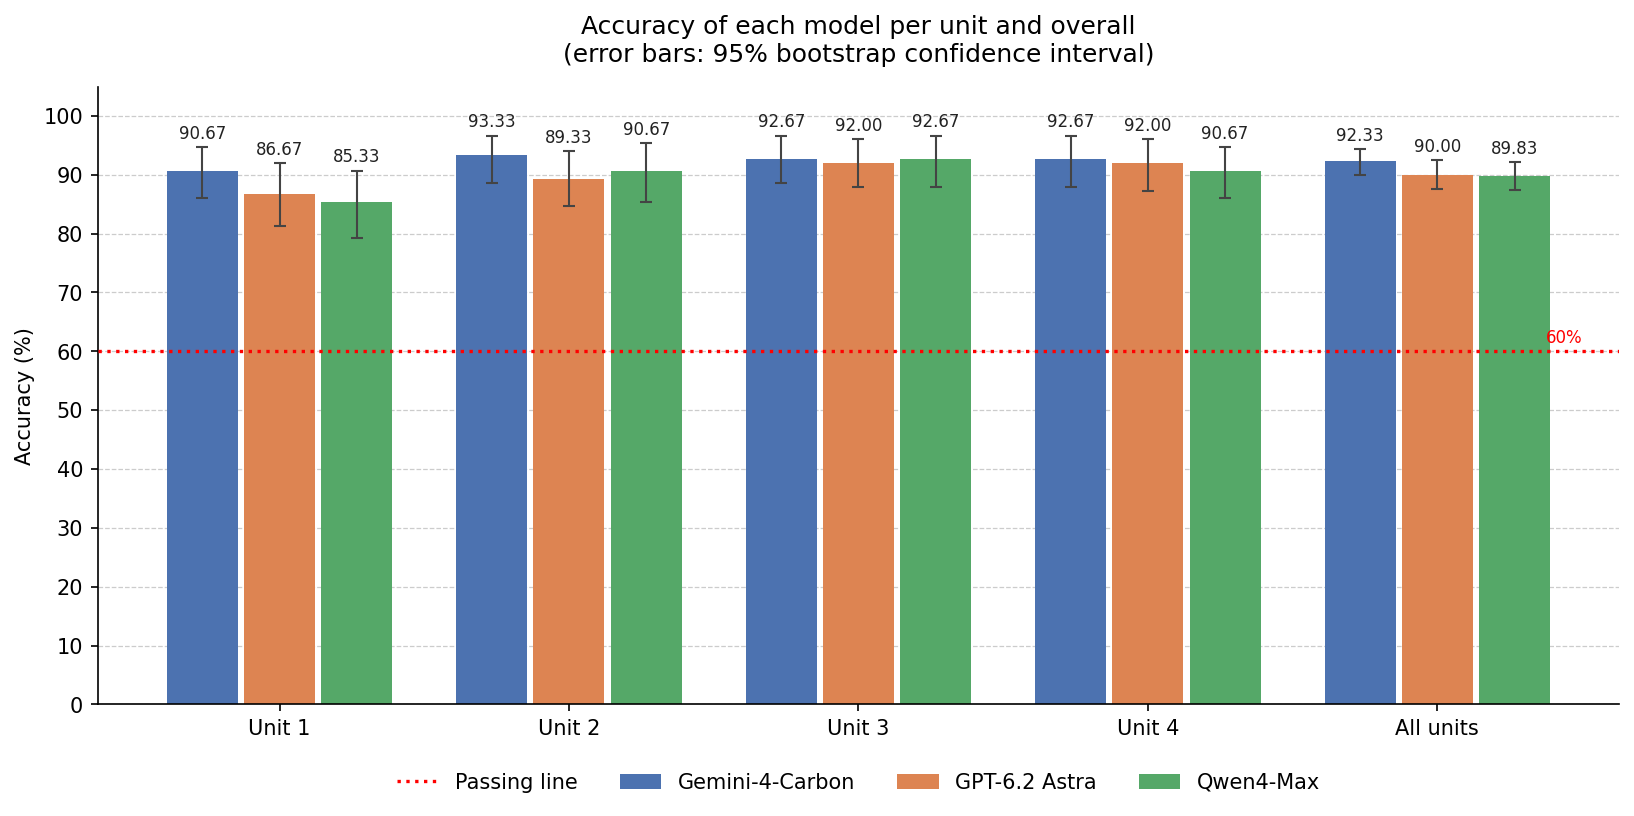 Accuracy of each model per unit and overall
(error bars: 95% bootstrap confidence interval)
Accuracy (%)
100
90
80
70
60
50
40
30
20
10
0
90.67
86.67
85.33
93.33
89.33
90.67
92.67
92.00
92.67
92.67
92.00
90.67
92.33
90.00
89.83
60%
Unit 1
Unit 2
Unit 3
Unit 4
All units
Passing line
Gemini-4-Carbon
GPT-6.2 Astra
Qwen4-Max